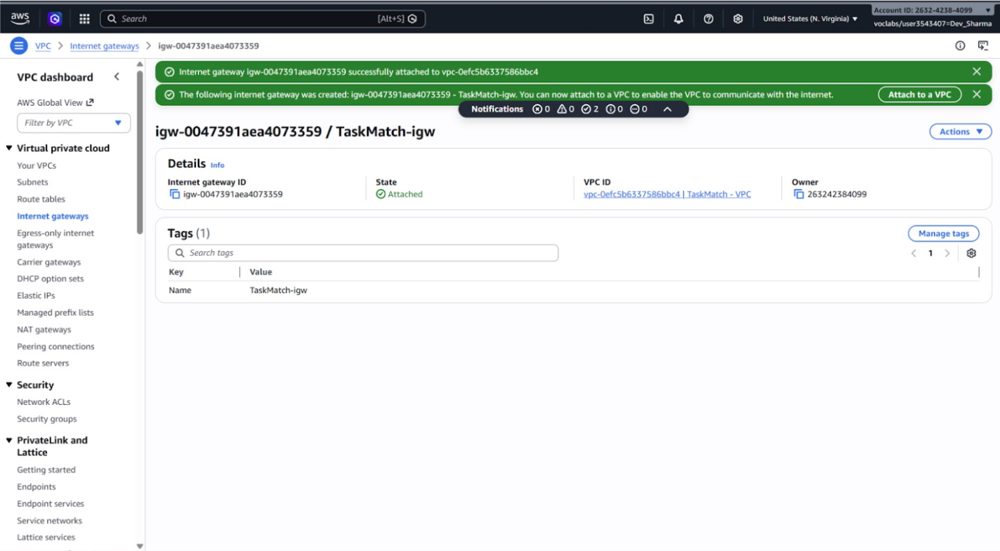 aws
Search [Alt+S]
United States (N. Virginia)
Account ID: 2632-4238-4099
voclabs/user3543407=Dev_Sharma
VPC > Internet gateways > igw-0047391aea4073359
VPC dashboard
AWS Global View
Filter by VPC
Virtual private cloud
Your VPCs
Subnets
Route tables
Internet gateways
Egress-only internet
gateways
Carrier gateways
DHCP option sets
Elastic IPs
Managed prefix lists
NAT gateways
Peering connections
Route servers
Security
Network ACLs
Security groups
PrivateLink and
Lattice
Getting started
Endpoints
Endpoint services
Service networks
Lattice services
Internet gateway igw-0047391aea4073359 successfully attached to vpc-0efc5b6337586bbc4
The following internet gateway was created: igw-0047391aea4073359 - TaskMatch-igw. You can now attach to a VPC to enable the VPC to communicate with the internet.
Attach to a VPC
Notifications 0 0 2 0 0
igw-0047391aea4073359 / TaskMatch-igw
Actions
Details Info
Internet gateway ID
igw-0047391aea4073359
State
Attached
VPC ID
vpc-0efc5b6337586bbc4 | TaskMatch - VPC
Owner
263242384099
Tags (1)
Manage tags
Search tags
1
Key Value
Name TaskMatch-igw